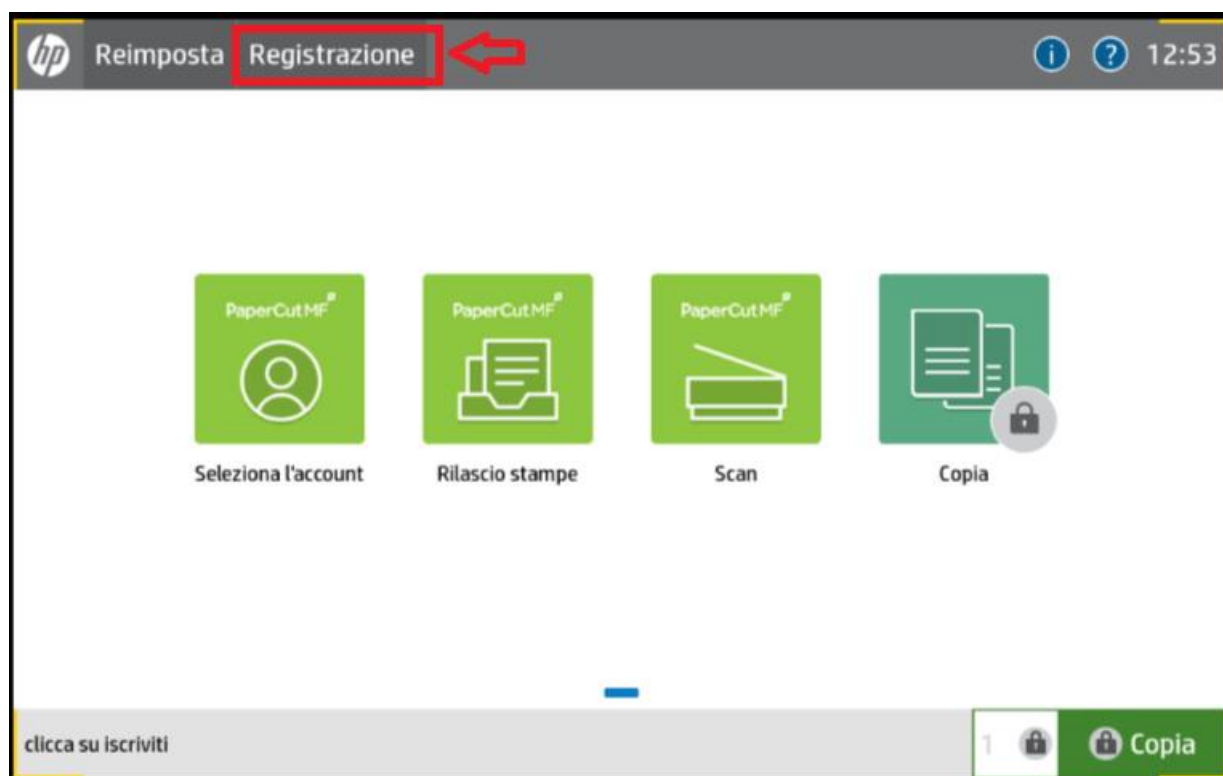 hp Reimposta Registrazione 12:53
PaperCut MF PaperCut MF PaperCut MF
Seleziona l'account Rilascio stampe Scan Copia
clicca su iscriviti 1 Copia